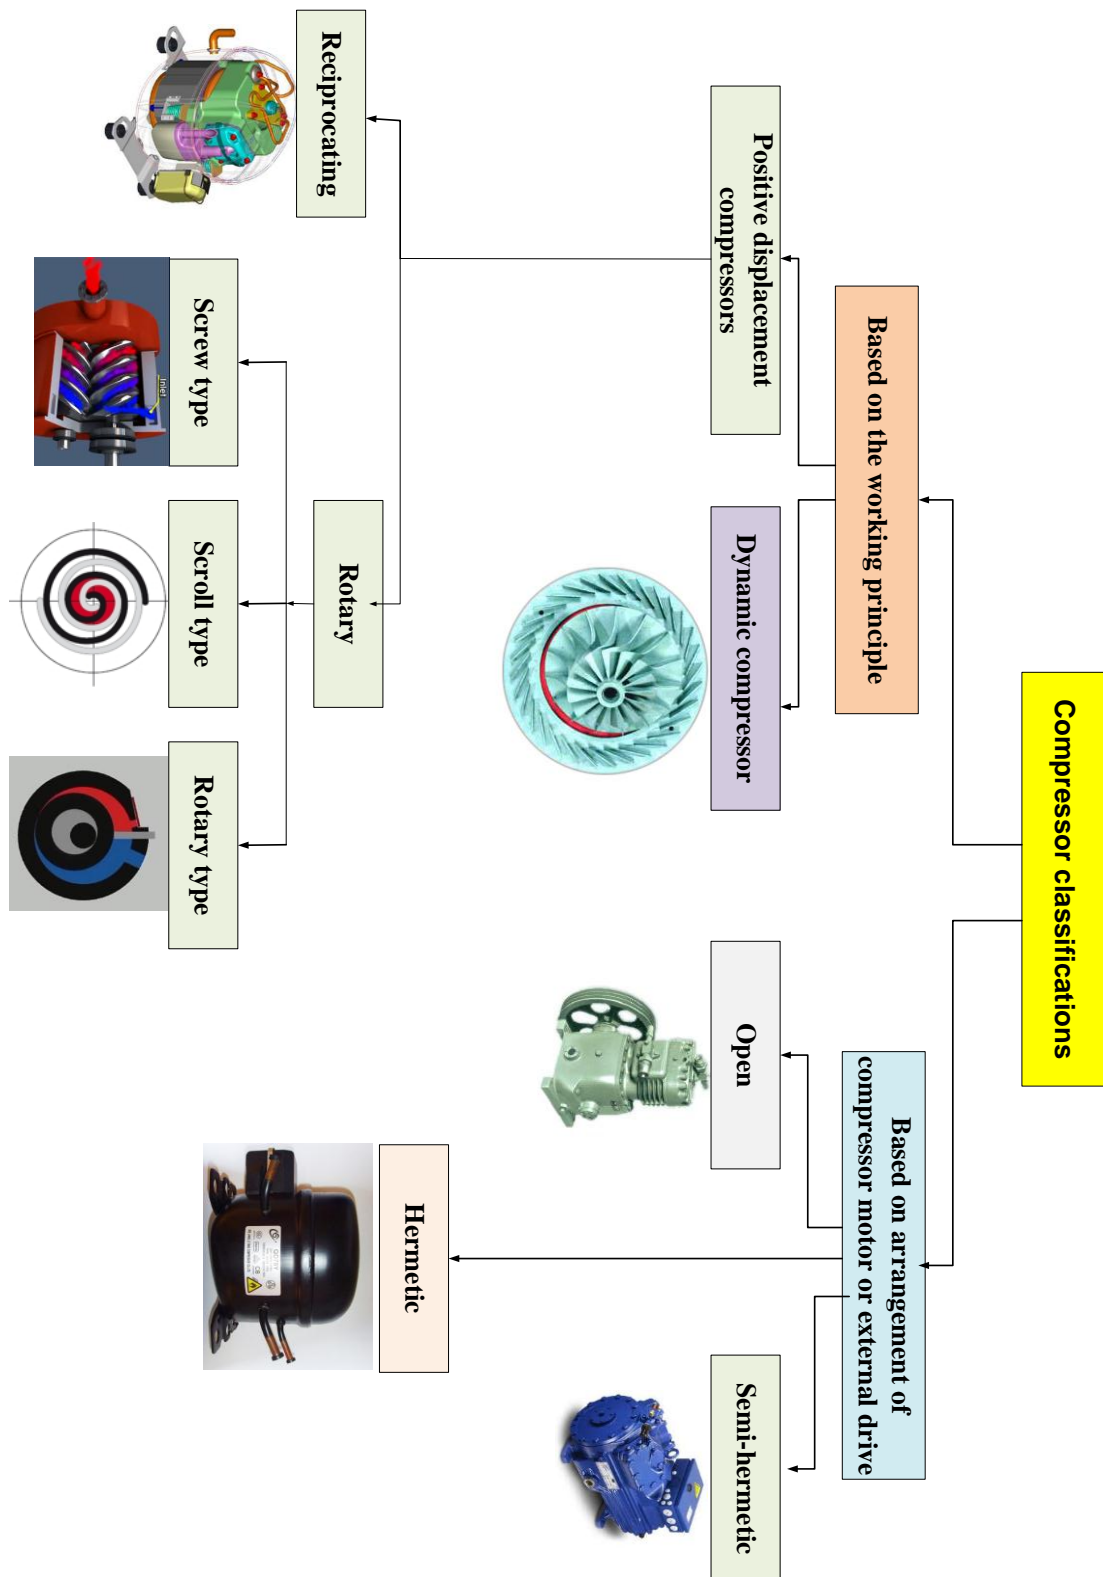 Compressor classifications
Based on the working principle
Based on arrangement of
compressor motor or external drive
Positive displacement
compressors
Dynamic compressor
Open
Semi-hermetic
Hermetic
Reciprocating
Rotary
Screw type
Scroll type
Rotary type
Inlet